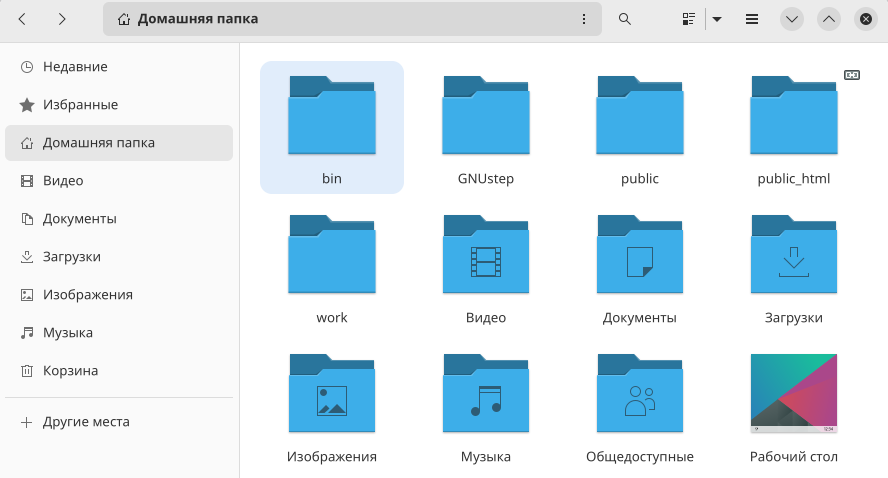 Домашняя папка
Недавние
Избранные
Домашняя папка
Видео
Документы
Загрузки
Изображения
Музыка
Корзина
Другие места
bin
GNUstep
public
public_html
work
Видео
Документы
Загрузки
Изображения
Музыка
Общедоступные
Рабочий стол